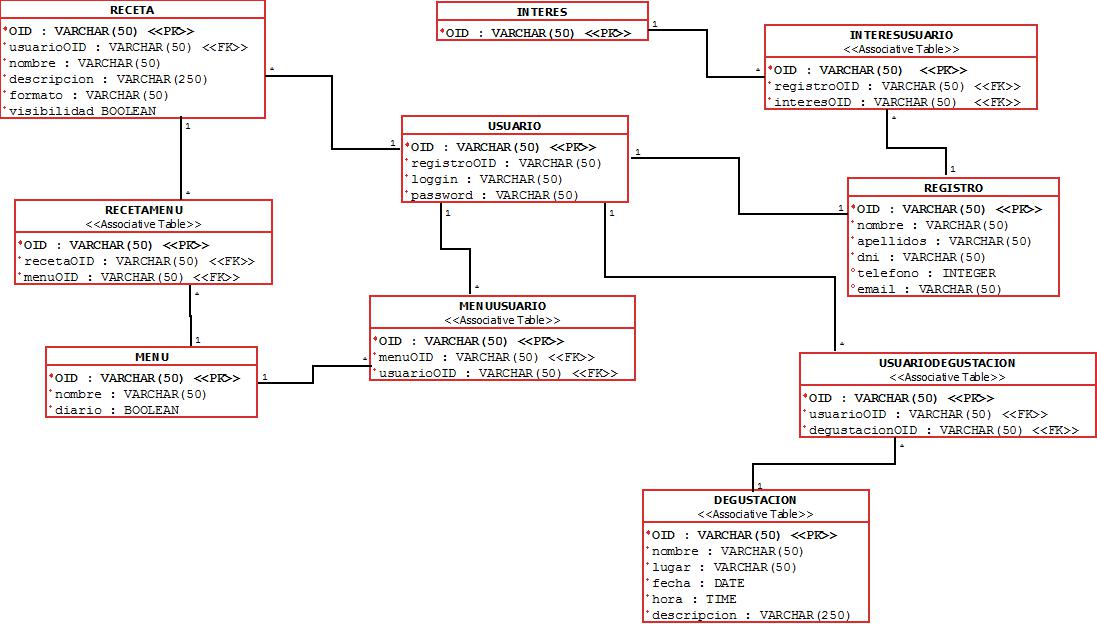 RECETA
*OID : VARCHAR(50) <<PK>>
*usuarioOID : VARCHAR(50) <<FK>>
*nombre : VARCHAR(50)
*descripcion : VARCHAR(250)
*formato : VARCHAR(50)
*visibilidad BOOLEAN
1
*
*
1
INTERES
*OID : VARCHAR(50) <<PK>>
1
*
INTERESUSUARIO
<<Associative Table>>
*OID : VARCHAR(50) <<PK>>
*registroOID : VARCHAR(50) <<FK>>
*interesOID : VARCHAR(50) <<FK>>
*
1
USUARIO
*OID : VARCHAR(50) <<PK>>
*registroOID : VARCHAR(50)
*loggin : VARCHAR(50)
*password : VARCHAR(50)
1
1
1
1
REGISTRO
*OID : VARCHAR(50) <<PK>>
*nombre : VARCHAR(50)
*apellidos : VARCHAR(50)
*dni : VARCHAR(50)
°telefono : INTEGER
°email : VARCHAR(50)
*
RECETAMENU
<<Associative Table>>
*OID : VARCHAR(50) <<PK>>
*recetaOID : VARCHAR(50) <<FK>>
*menuOID : VARCHAR(50) <<FK>>
*
1
MENUUSUARIO
<<Associative Table>>
*OID : VARCHAR(50) <<PK>>
*menuOID : VARCHAR(50) <<FK>>
*usuarioOID : VARCHAR(50) <<FK>>
*
MENU
*OID : VARCHAR(50) <<PK>>
*nombre : VARCHAR(50)
*diario : BOOLEAN
1
*
USUARIODEGUSTACION
<<Associative Table>>
*OID : VARCHAR(50) <<PK>>
*usuarioOID : VARCHAR(50) <<FK>>
*degustacionOID : VARCHAR(50) <<FK>>
*
1
DEGUSTACION
<<Associative Table>>
*OID : VARCHAR(50) <<PK>>
*nombre : VARCHAR(50)
*lugar : VARCHAR(50)
*fecha : DATE
*hora : TIME
*descripcion : VARCHAR(250)